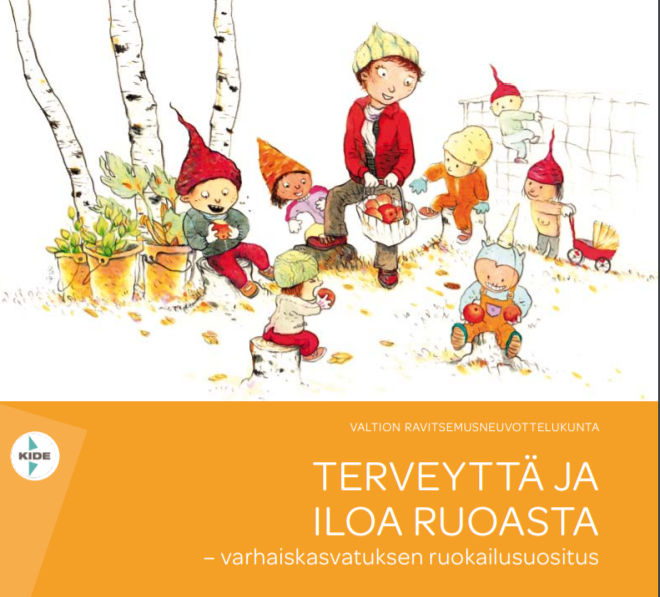 VALTION RAVITSEMUSNEUVOTTELUKUNTA
KIDE
TERVEYTTÄ JA
ILOA RUOASTA
– varhaiskasvatuksen ruokailusuositus